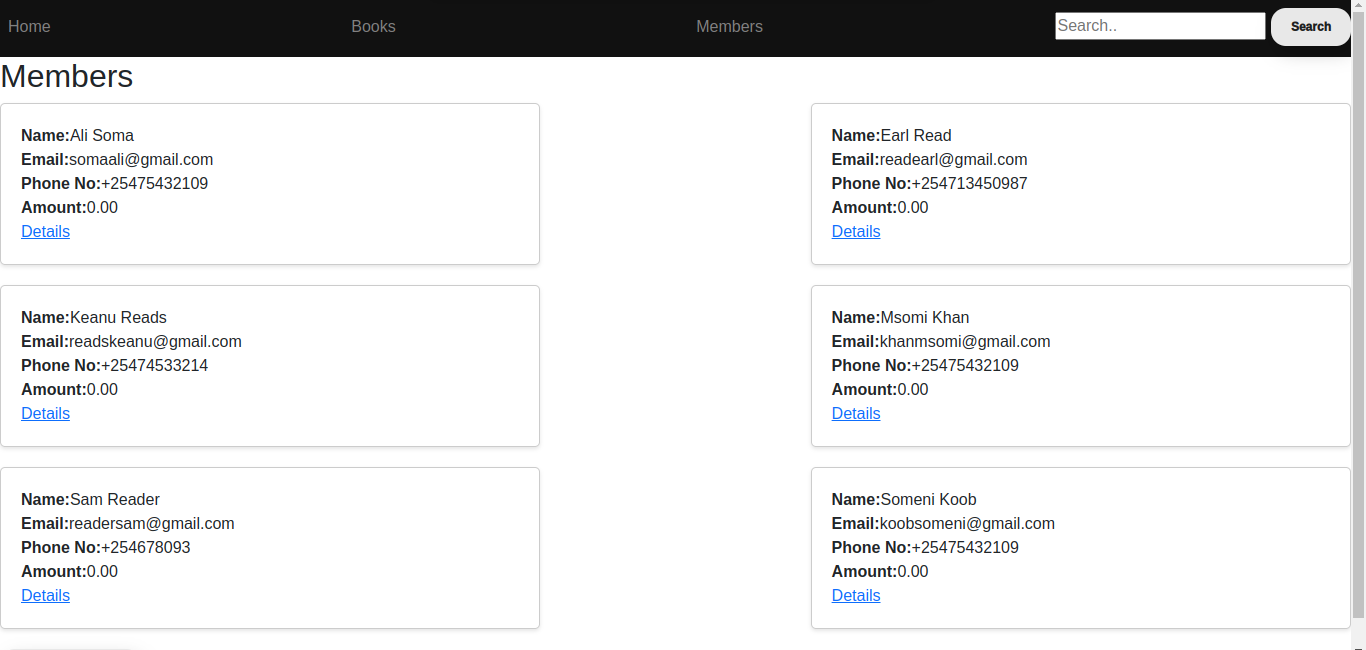 Home Books Members Search.. Search
Members
Name:Ali Soma
Email:somaali@gmail.com
Phone No:+25475432109
Amount:0.00
Details
Name:Earl Read
Email:readearl@gmail.com
Phone No:+254713450987
Amount:0.00
Details
Name:Keanu Reads
Email:readskeanu@gmail.com
Phone No:+25474533214
Amount:0.00
Details
Name:Msomi Khan
Email:khanmsomi@gmail.com
Phone No:+25475432109
Amount:0.00
Details
Name:Sam Reader
Email:readersam@gmail.com
Phone No:+254678093
Amount:0.00
Details
Name:Someni Koob
Email:koobsomeni@gmail.com
Phone No:+25475432109
Amount:0.00
Details